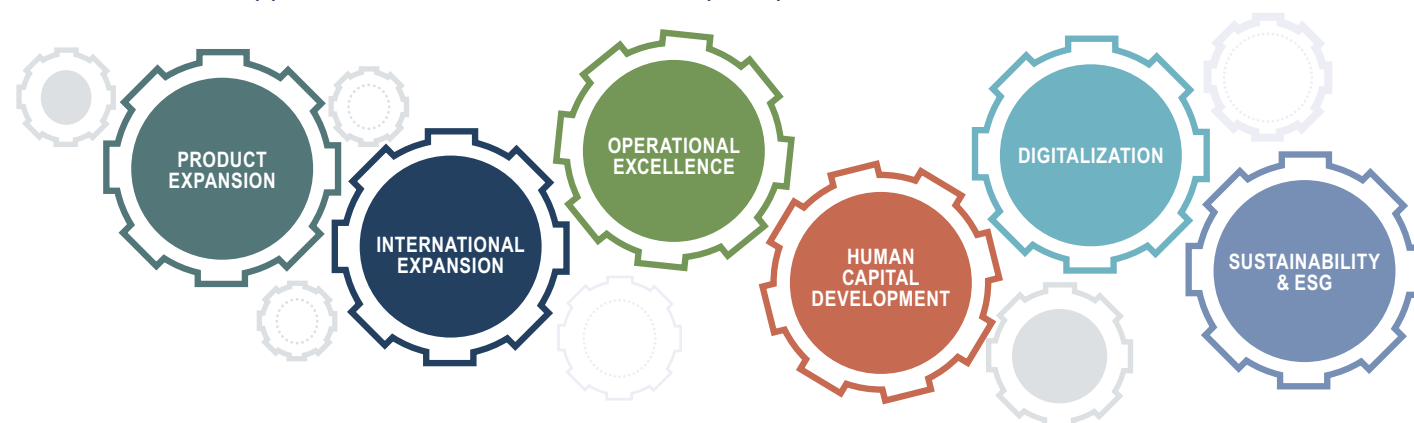 PRODUCT
EXPANSION
INTERNATIONAL
EXPANSION
OPERATIONAL
EXCELLENCE
HUMAN
CAPITAL
DEVELOPMENT
DIGITALIZATION
SUSTAINABILITY
& ESG